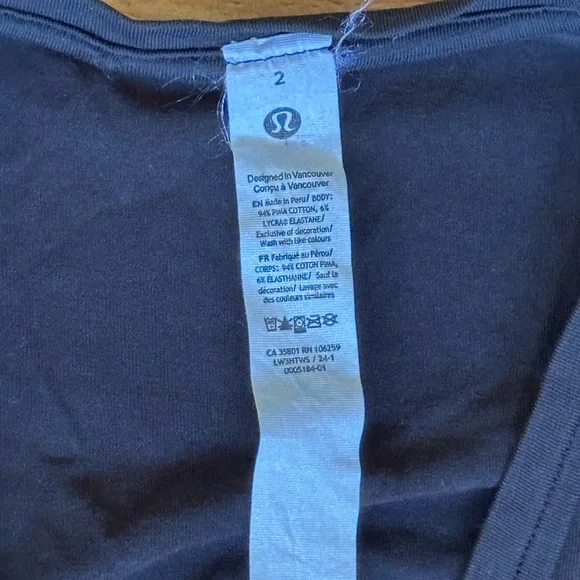 2
Designed in Vancouver
Conçu à Vancouver
EN Made in Peru/ BODY:
94% PIMA COTTON, 6%
LYCRA® ELASTANE/
Exclusive of decoration/
Wash with like colours
FR Fabriqué au Pérou/
CORPS: 94% COTON PIMA,
6% ÉLASTHANNE/ Sauf la
décoration/ Lavage avec
des couleurs similaires
CA 35801 RN 106259
LW3HTWS / 24-1
0005184-01